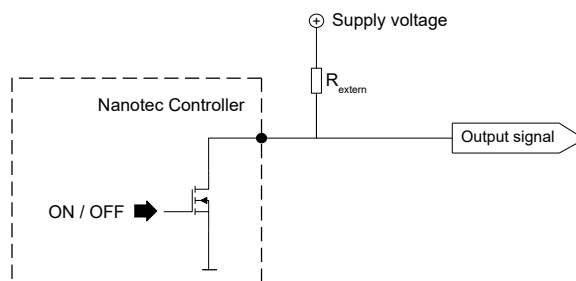 Supply voltage
R extern
Nanotec Controller
Output signal
ON / OFF